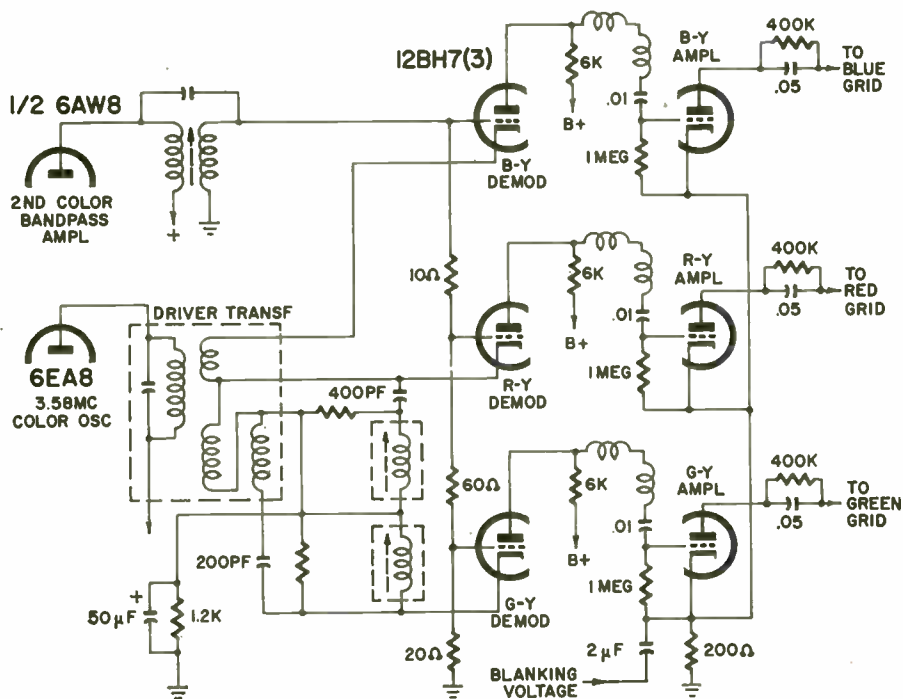 12BH7(3)
B-Y
AMPL
400K
.05
TO
BLUE
GRID
6K
.01
B+
1 MEG
B-Y
DEMOD
1/2 6AW8
2ND COLOR
BANDPASS
AMPL
+
10Ω
R-Y
AMPL
400K
.05
TO
RED
GRID
6K
.01
B+
1 MEG
R-Y
DEMOD
DRIVER TRANSF
6EA8
3.58MC
COLOR OSC
400PF
60Ω
G-Y
AMPL
400K
.05
TO
GREEN
GRID
6K
.01
B+
1 MEG
G-Y
DEMOD
200PF
+
50µF
1.2K
20Ω
2µF
200Ω
BLANKING
VOLTAGE